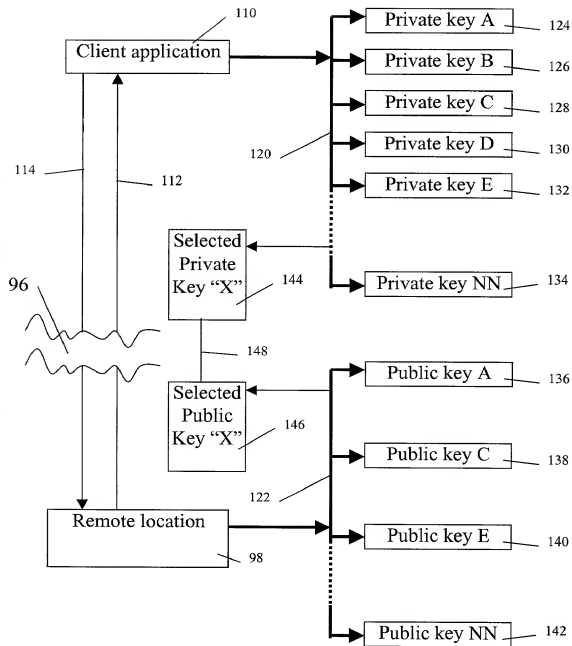 110
Client application
Private key A
124
Private key B
126
Private key C
128
120
Private key D
130
114
112
Private key E
132
Selected
Private
Key "X"
144
Private key NN
134
96
148
Selected
Public
Key "X"
146
Public key A
136
Public key C
138
122
Remote location
98
Public key E
140
Public key NN
142